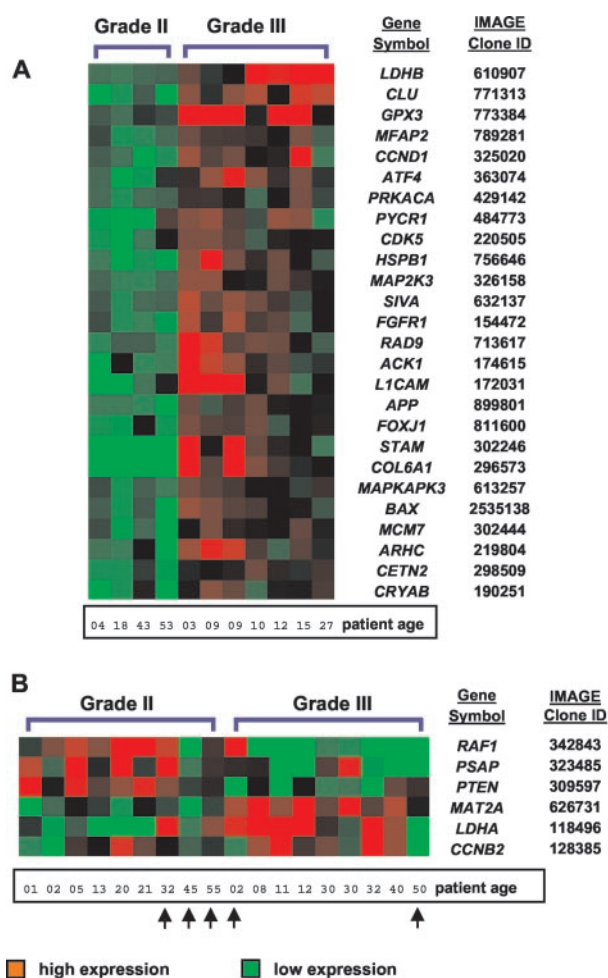 Grade II Grade III Gene Symbol IMAGE Clone ID
A
LDHB 610907
CLU 771313
GPX3 773384
MFAP2 789281
CCND1 325020
ATF4 363074
PRKACA 429142
PYCR1 484773
CDK5 220505
HSPB1 756646
MAP2K3 326158
SIVA 632137
FGFR1 154472
RAD9 713617
ACK1 174615
L1CAM 172031
APP 899801
FOXJ1 811600
STAM 302246
COL6A1 296573
MAPKAPK3 613257
BAX 2535138
MCM7 302444
ARHC 219804
CETN2 298509
CRYAB 190251
04 18 43 53 03 09 09 10 12 15 27 patient age
B
Grade II Grade III Gene Symbol IMAGE Clone ID
RAF1 342843
PSAP 323485
PTEN 309597
MAT2A 626731
LDHA 118496
CCNB2 128385
01 02 05 13 20 21 32 45 55 02 08 11 12 30 30 32 40 50 patient age
high expression low expression